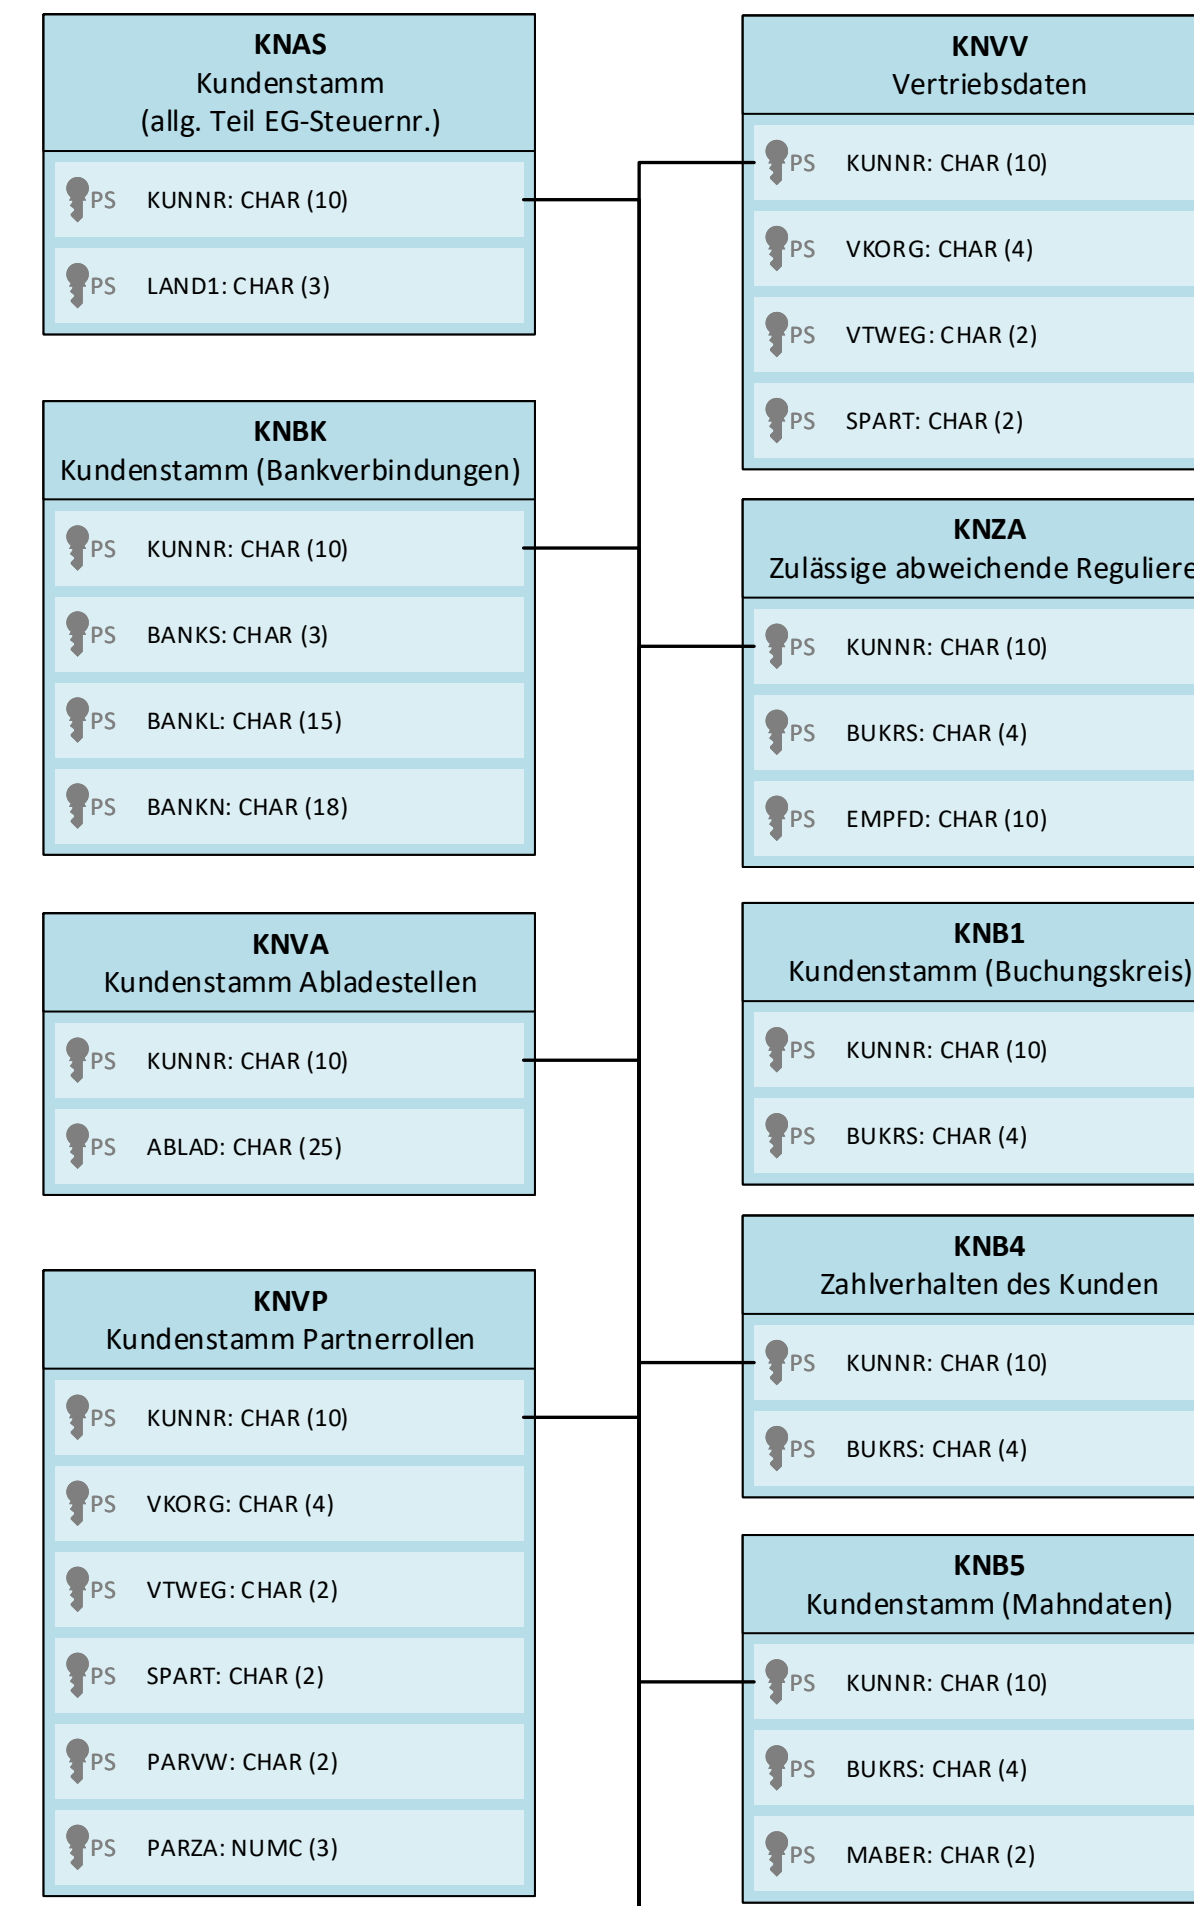 KNAS
Kundenstamm
(allg. Teil EG-Steuernr.)
PS KUNNR: CHAR (10)
PS LAND1: CHAR (3)
KNBK
Kundenstamm (Bankverbindungen)
PS KUNNR: CHAR (10)
PS BANKS: CHAR (3)
PS BANKL: CHAR (15)
PS BANKN: CHAR (18)
KNVA
Kundenstamm Abladestellen
PS KUNNR: CHAR (10)
PS ABLAD: CHAR (25)
KNVP
Kundenstamm Partnerrollen
PS KUNNR: CHAR (10)
PS VKORG: CHAR (4)
PS VTWEG: CHAR (2)
PS SPART: CHAR (2)
PS PARVW: CHAR (2)
PS PARZA: NUMC (3)
KNVV
Vertriebsdaten
PS KUNNR: CHAR (10)
PS VKORG: CHAR (4)
PS VTWEG: CHAR (2)
PS SPART: CHAR (2)
KNZA
Zulässige abweichende Reguliere
PS KUNNR: CHAR (10)
PS BUKRS: CHAR (4)
PS EMPFD: CHAR (10)
KNB1
Kundenstamm (Buchungskreis)
PS KUNNR: CHAR (10)
PS BUKRS: CHAR (4)
KNB4
Zahlverhalten des Kunden
PS KUNNR: CHAR (10)
PS BUKRS: CHAR (4)
KNB5
Kundenstamm (Mahndaten)
PS KUNNR: CHAR (10)
PS BUKRS: CHAR (4)
PS MABER: CHAR (2)